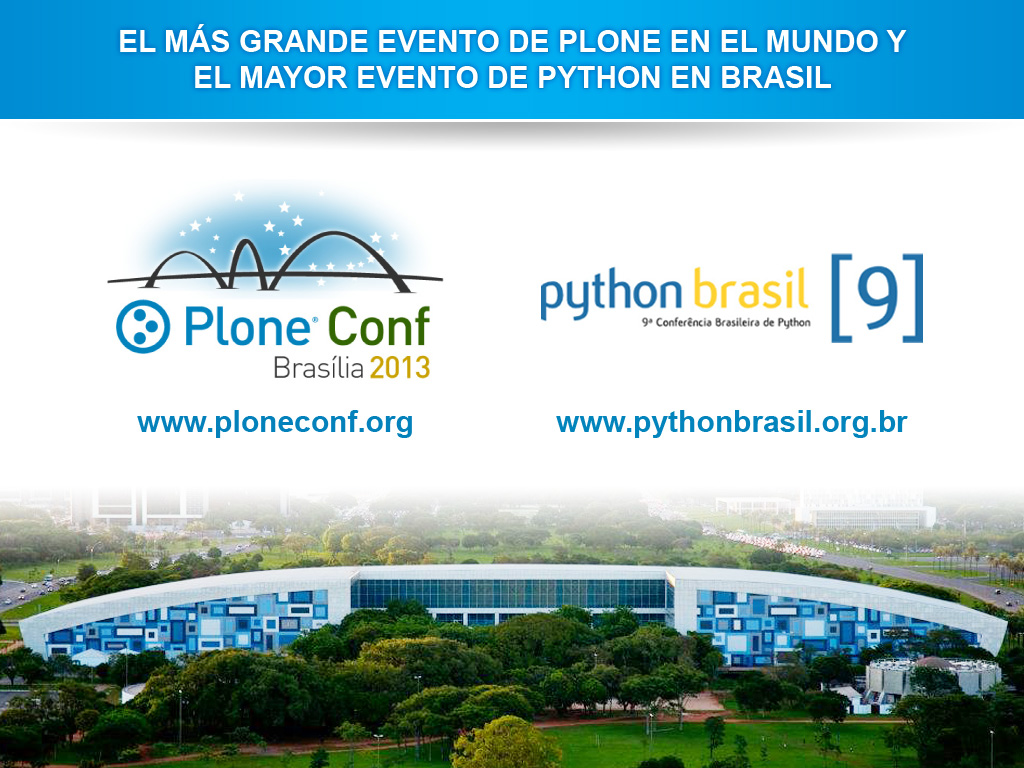 EL MÁS GRANDE EVENTO DE PLONE EN EL MUNDO Y
EL MAYOR EVENTO DE PYTHON EN BRASIL
Plone® Conf
Brasília 2013
www.ploneconf.org
python brasil [9]
9ª Conferência Brasileira de Python
www.pythonbrasil.org.br